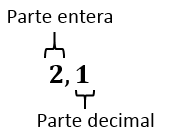 Parte entera
2,1
Parte decimal